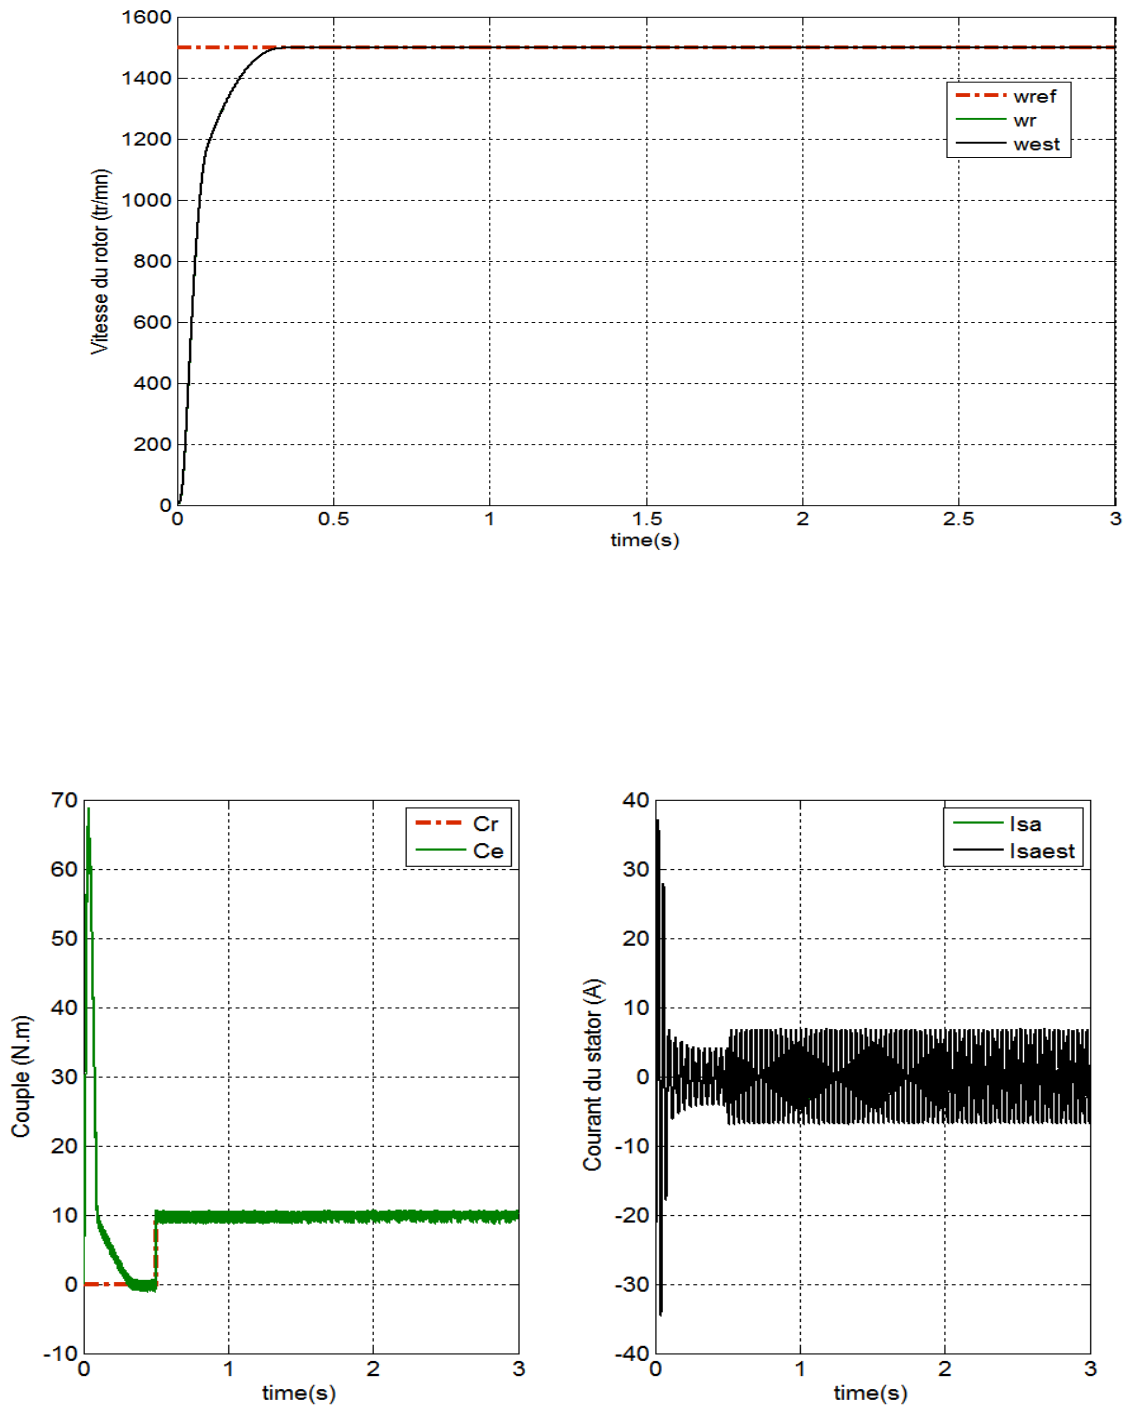 1600
1400
1200
1000
800
600
400
200
0
Vitesse du rotor (tr/mn)
wref
wr
west
0 0.5 1 1.5 2 2.5 3
time(s)
70
60
50
40
30
20
10
0
-10
Couple (N.m)
Cr
Ce
0 1 2 3
time(s)
40
30
20
10
0
-10
-20
-30
-40
Courant du stator (A)
Isa
Isaest
0 1 2 3
time(s)